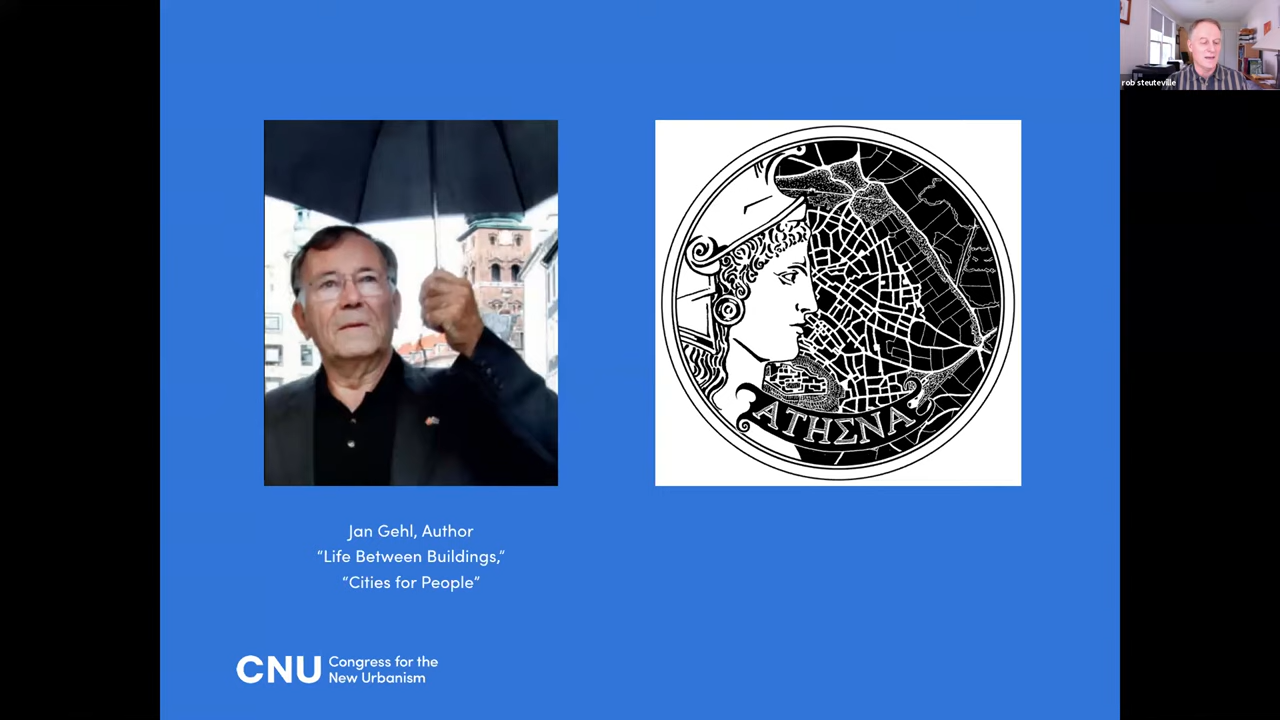 rob steuteville
ATHΣNA
Jan Gehl, Author
“Life Between Buildings,“
“Cities for People“
CNU Congress for the
New Urbanism